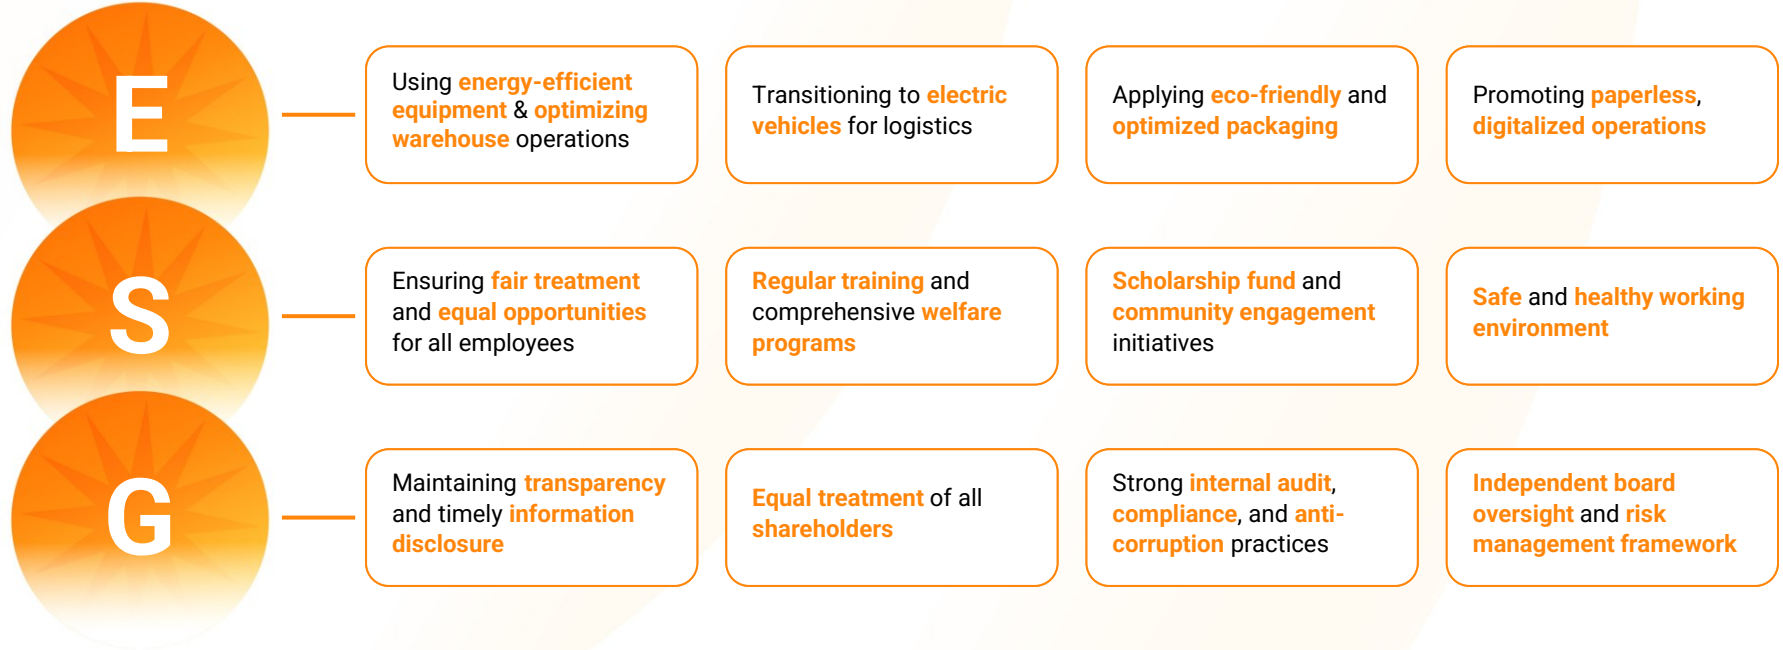 E
Using energy-efficient
equipment & optimizing
warehouse operations
Transitioning to electric
vehicles for logistics
Applying eco-friendly and
optimized packaging
Promoting paperless,
digitalized operations
S
Ensuring fair treatment
and equal opportunities
for all employees
Regular training and
comprehensive welfare
programs
Scholarship fund and
community engagement
initiatives
Safe and healthy working
environment
G
Maintaining transparency
and timely information
disclosure
Equal treatment of all
shareholders
Strong internal audit,
compliance, and anti-
corruption practices
Independent board
oversight and risk
management framework